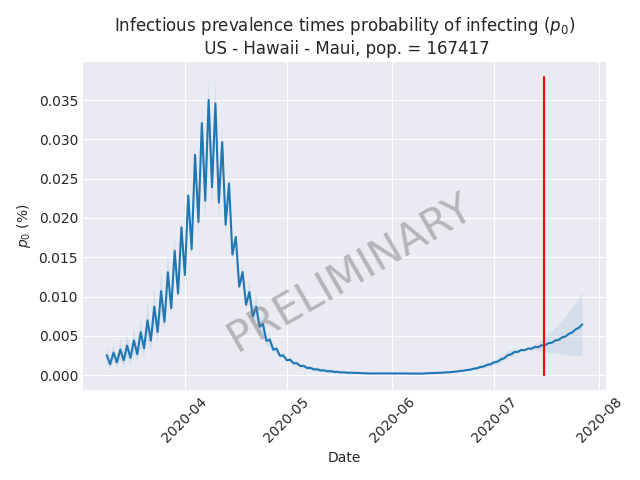 Infectious prevalence times probability of infecting (p₀)
US - Hawaii - Maui, pop. = 167417
0.035
0.030
0.025
0.020
0.015
0.010
0.005
0.000
p₀ (%)
PRELIMINARY
2020-04
2020-05
2020-06
2020-07
2020-08
Date